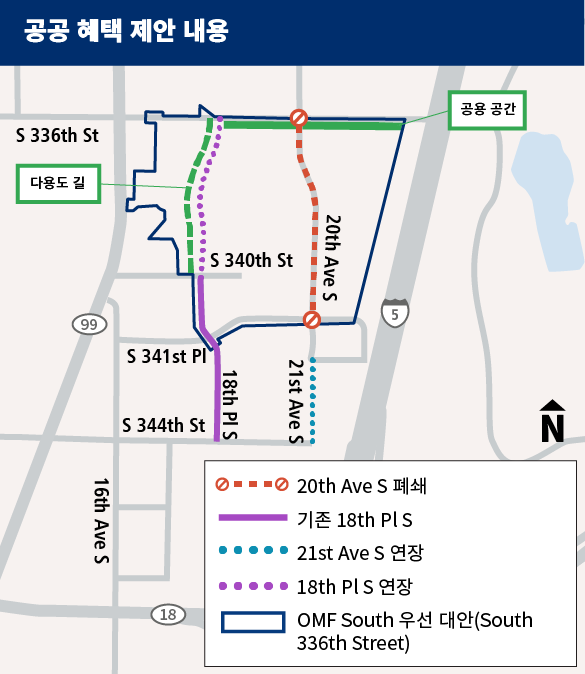 공공 혜택 제안 내용
공용 공간
S 336th St
다용도 길
20th Ave S
S 340th St
5
99
S 341st Pl
18th Pl S
21st Ave S
S 344th St
N
16th Ave S
18
20th Ave S 폐쇄
기존 18th Pl S
21st Ave S 연장
18th Pl S 연장
OMF South 우선 대안(South
336th Street)